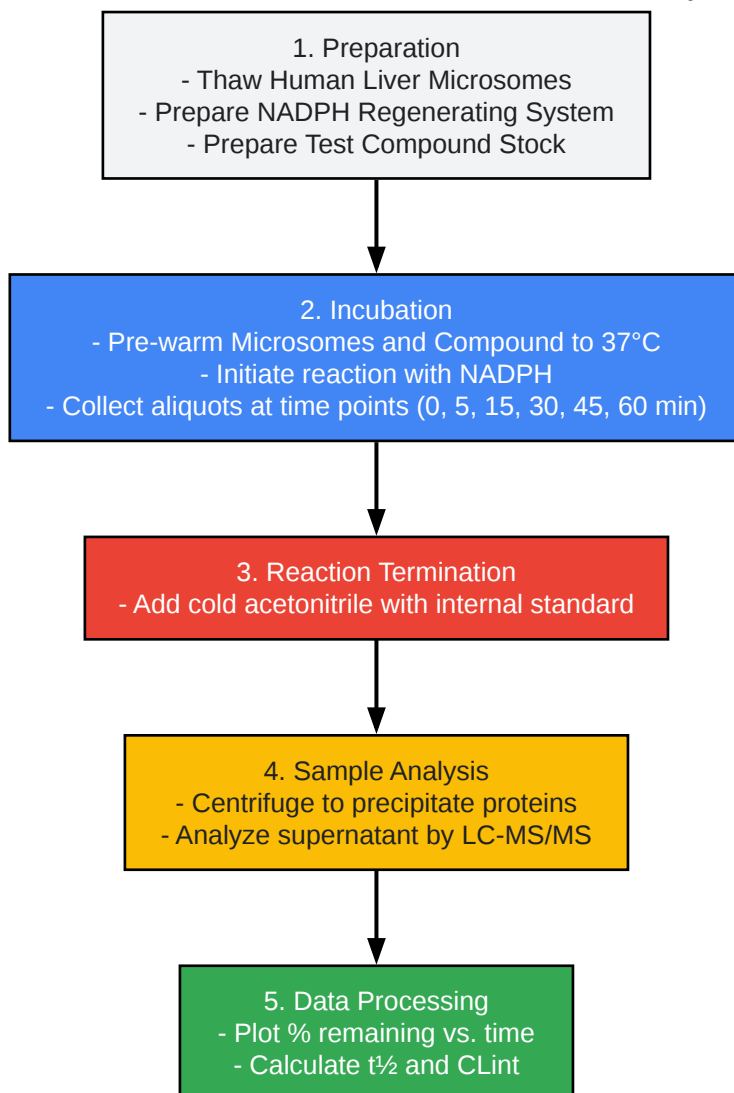 1. Preparation
- Thaw Human Liver Microsomes
- Prepare NADPH Regenerating System
- Prepare Test Compound Stock
2. Incubation
- Pre-warm Microsomes and Compound to 37°C
- Initiate reaction with NADPH
- Collect aliquots at time points (0, 5, 15, 30, 45, 60 min)
3. Reaction Termination
- Add cold acetonitrile with internal standard
4. Sample Analysis
- Centrifuge to precipitate proteins
- Analyze supernatant by LC-MS/MS
5. Data Processing
- Plot % remaining vs. time
- Calculate t½ and CLint